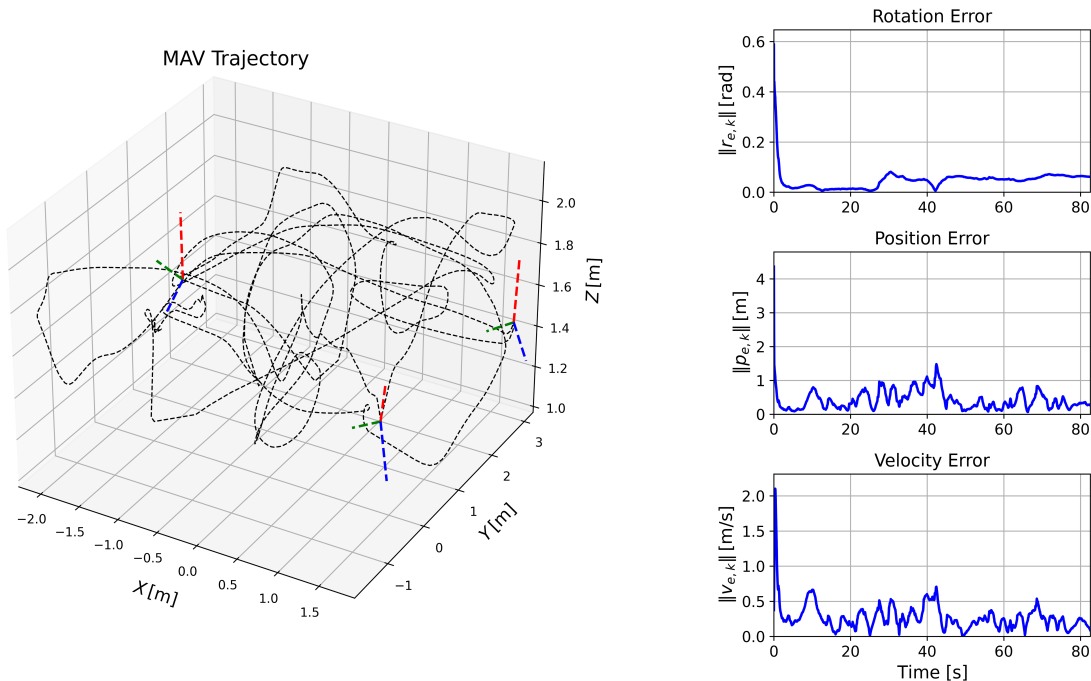 MAV Trajectory
2.0
1.8
1.6
1.4
1.2
1.0
Z [m]
−2.0
−1.5
−1.0
−0.5
0.0
0.5
1.0
1.5
X [m]
−1
0
1
2
3
Y [m]
Rotation Error
0.6
0.4
0.2
0.0
0 20 40 60 80
‖r_{e,k}‖ [rad]
Position Error
4
3
2
1
0
0 20 40 60 80
‖p_{e,k}‖ [m]
Velocity Error
2.0
1.5
1.0
0.5
0.0
0 20 40 60 80
‖v_{e,k}‖ [m/s]
Time [s]